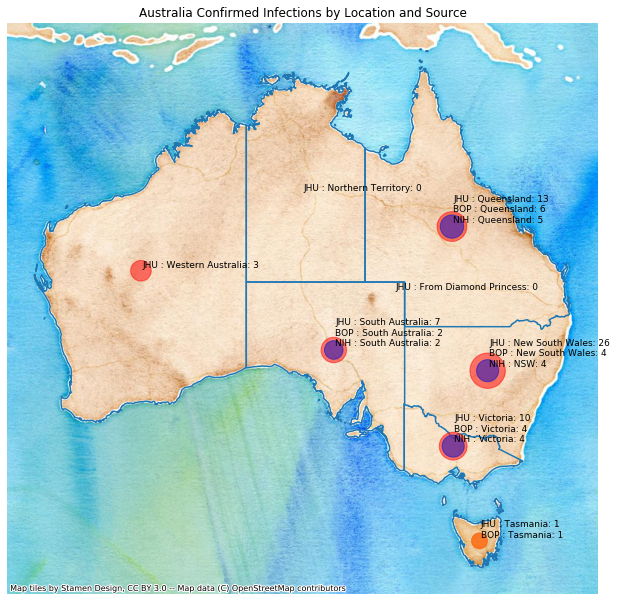 Australia Confirmed Infections by Location and Source
JHU : Northern Territory: 0
JHU : Queensland: 13
BOP : Queensland: 6
NIH : Queensland: 5
JHU : Western Australia: 3
JHU : From Diamond Princess: 0
JHU : South Australia: 7
BOP : South Australia: 2
NIH : South Australia: 2
JHU : New South Wales: 26
BOP : New South Wales: 4
NIH : NSW: 4
JHU : Victoria: 10
BOP : Victoria: 4
NIH : Victoria: 4
JHU : Tasmania: 1
BOP : Tasmania: 1
Map tiles by Stamen Design, CC BY 3.0 -- Map data (C) OpenStreetMap contributors